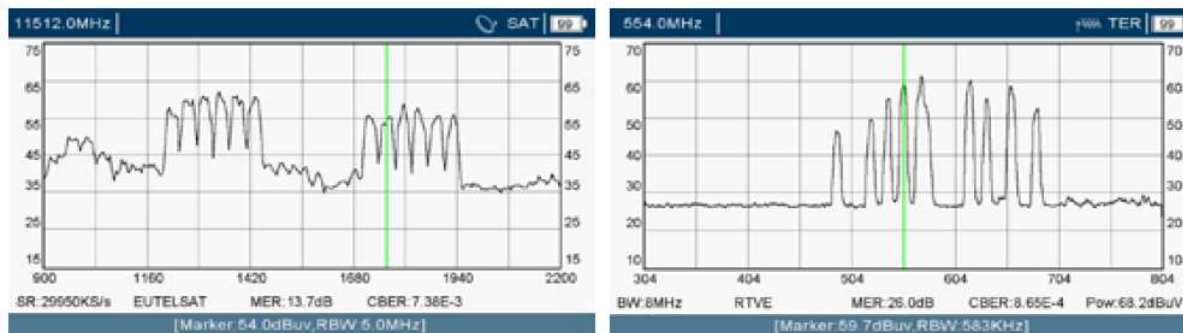 11512.0MHz SAT 99
75 75
65 65
55 55
45 45
35 35
25 25
15 15
900 1160 1420 1680 1940 2200
SR:29950KS/s EUTELSAT MER:13.7dB CBER:7.38E-3
[Marker:54.0dBuv,RBW:5.0MHz]
554.0MHz TER 99
70 70
60 60
50 50
40 40
30 30
20 20
10 10
304 404 504 604 704 804
BW:8MHz RTVE MER:26.0dB CBER:8.65E-4 Pow:68.2dBuV
[Marker:59.7dBuv,RBW:583KHz]